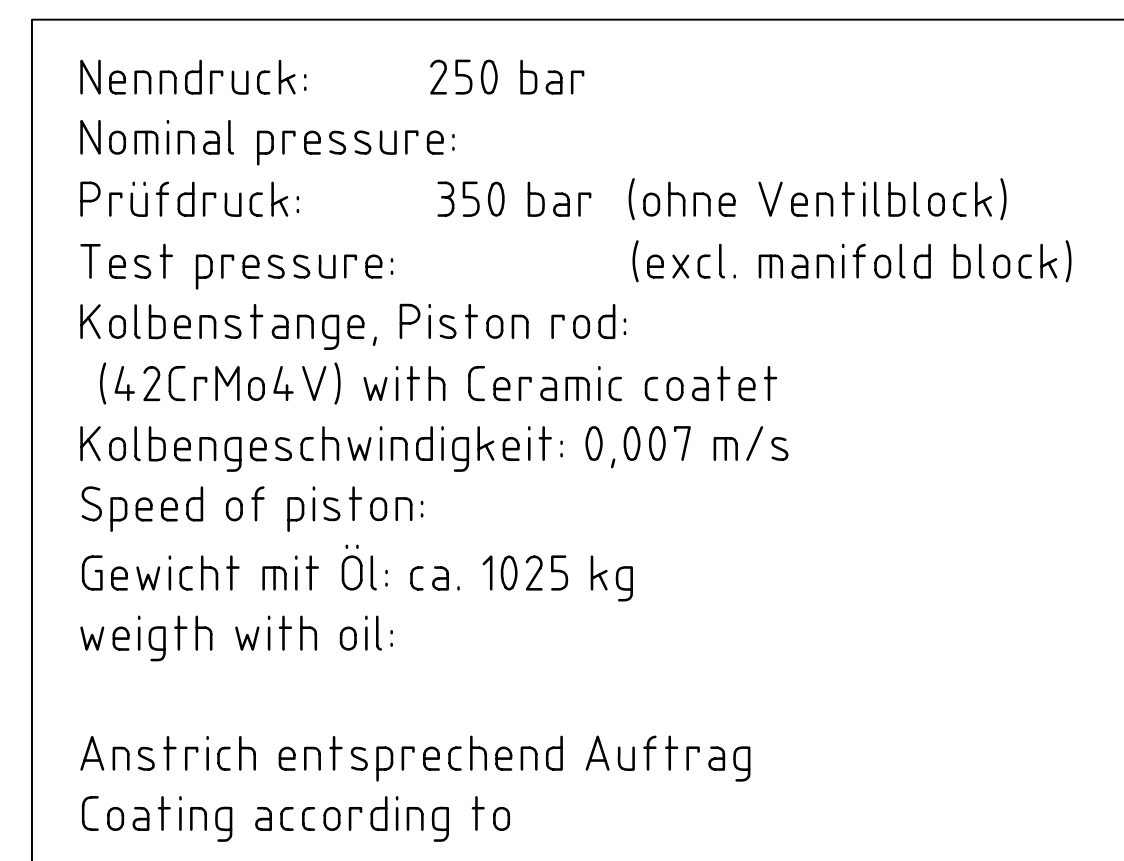 Nenndruck: 250 bar
Nominal pressure:
Prüfdruck: 350 bar (ohne Ventilblock)
Test pressure: (excl. manifold block)
Kolbenstange, Piston rod:
(42CrMo4V) with Ceramic coatet
Kolbengeschwindigkeit: 0,007 m/s
Speed of piston:
Gewicht mit Öl: ca. 1025 kg
weigth with oil:
Anstrich entsprechend Auftrag
Coating according to